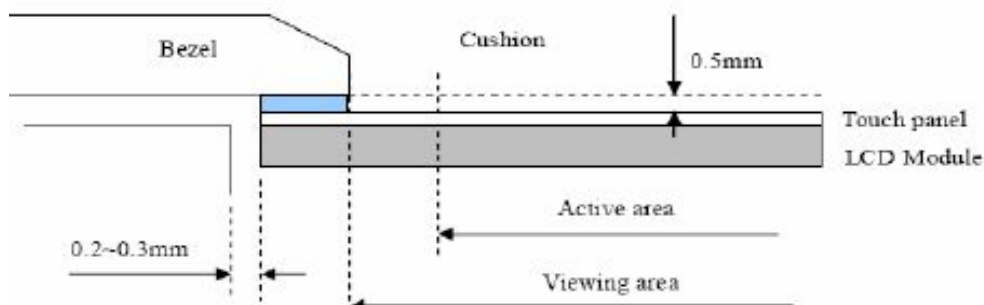 Cushion
Bezel
0.5mm
Touch panel
LCD Module
Active area
0.2~0.3mm
Viewing area